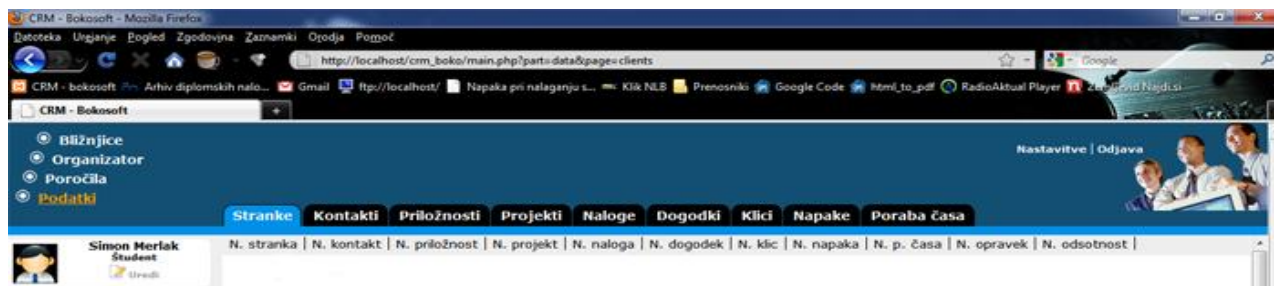 CRM - Bokosoft - Mozilla Firefox
Datoteka Urejanje Pogled Zgodovina Zaznamki Orodja Pomoč
http://localhost/crm_boko/main.php?part=data&page=clients
Google
CRM - bokosoft Arhiv diplomskih nalo... Gmail ftp://localhost/ Napaka pri nalaganju s... Klik NLB Prenosniki Google Code html_to_pdf RadioAktual Player Najdi.si
CRM - Bokosoft
Bližnjice
Organizator
Poročila
Podatki
Nastavitve | Odjava
Stranke Kontakti Priložnosti Projekti Naloge Dogodki Klici Napake Poraba časa
N. stranka | N. kontakt | N. priložnost | N. projekt | N. naloga | N. dogodek | N. klic | N. napaka | N. p. časa | N. opravek | N. odsotnost |
Simon Merlak
Študent
Uredi